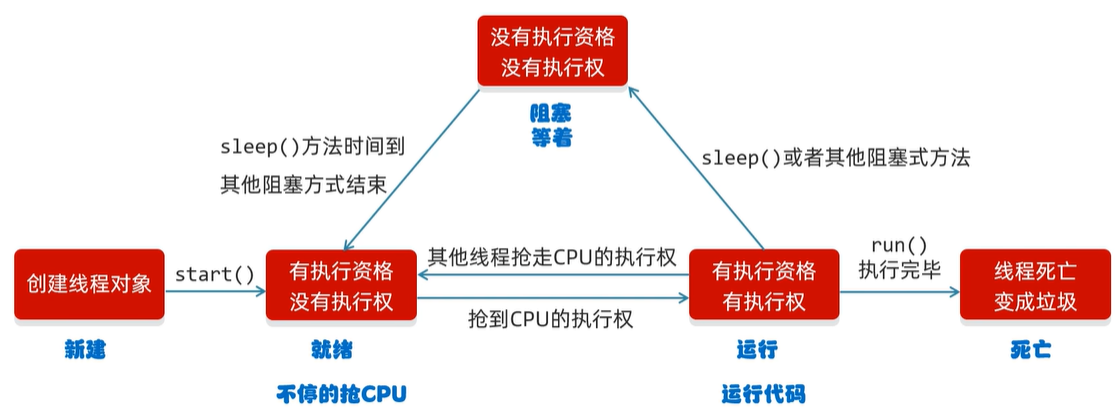 没有执行资格
没有执行权
阻塞
等着
sleep()方法时间到
其他阻塞方式结束
sleep()或者其他阻塞式方法
创建线程对象
start()
有执行资格
没有执行权
其他线程抢走CPU的执行权
抢到CPU的执行权
有执行资格
有执行权
run()
执行完毕
线程死亡
变成垃圾
新建
就绪
运行
死亡
不停的抢CPU
运行代码